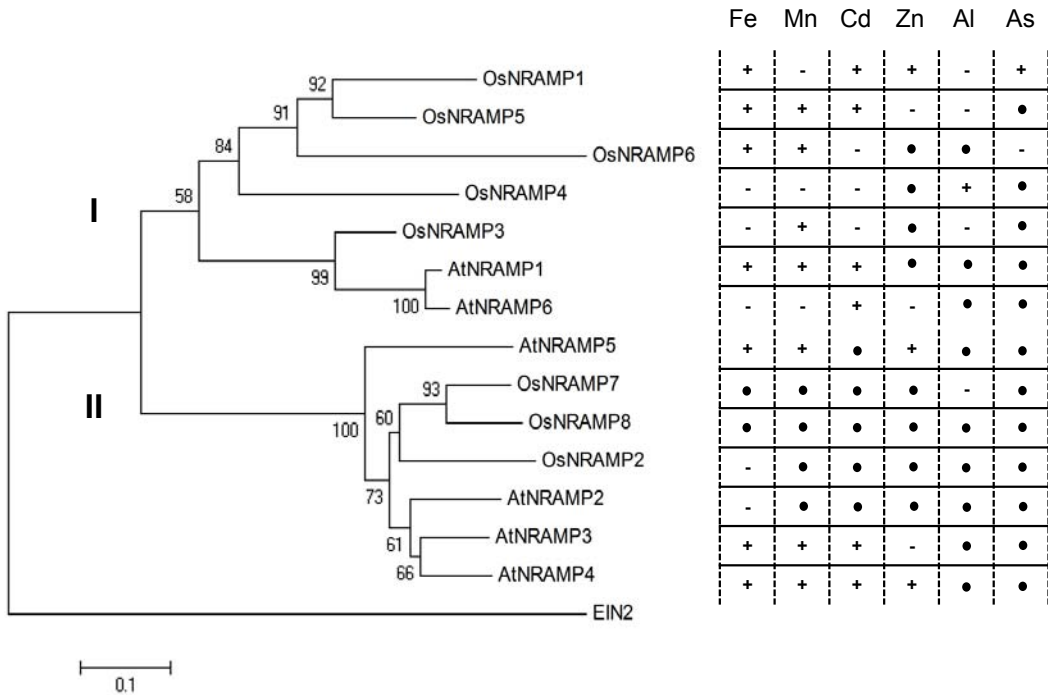 Fe Mn Cd Zn Al As
92 OsNRAMP1 + - + + - +
91 OsNRAMP5 + + + - - •
84 OsNRAMP6 + + - • • -
58 OsNRAMP4 - - - • + •
I
OsNRAMP3 - + - • - •
99 AtNRAMP1 + + + • • •
100 AtNRAMP6 - - + - • •
AtNRAMP5 + + • + • •
II
93 OsNRAMP7 • • • • - •
100 60 OsNRAMP8 • • • • • •
OsNRAMP2 - • • • • •
73 AtNRAMP2 - • • • • •
61 AtNRAMP3 + + + - • •
66 AtNRAMP4 + + + + • •
EIN2
0.1